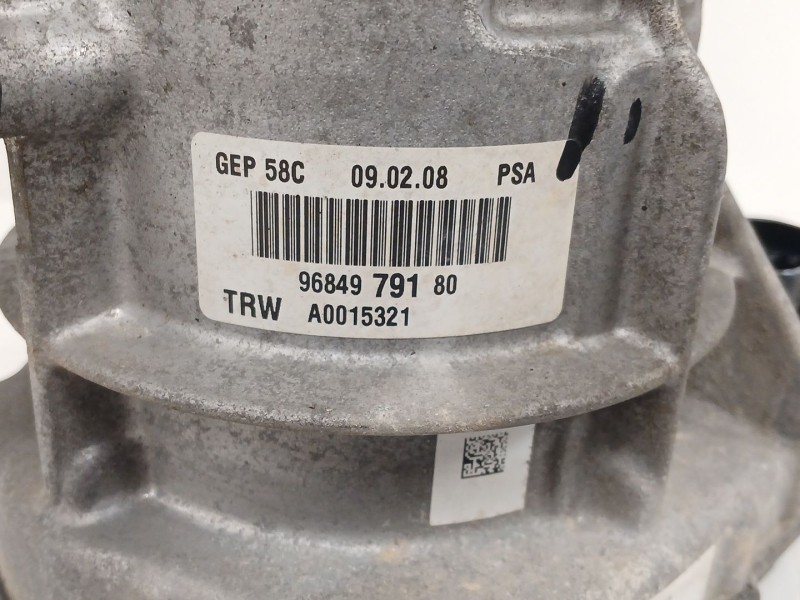 GEP 58C 09.02.08 PSA
96849 791 80
TRW A0015321